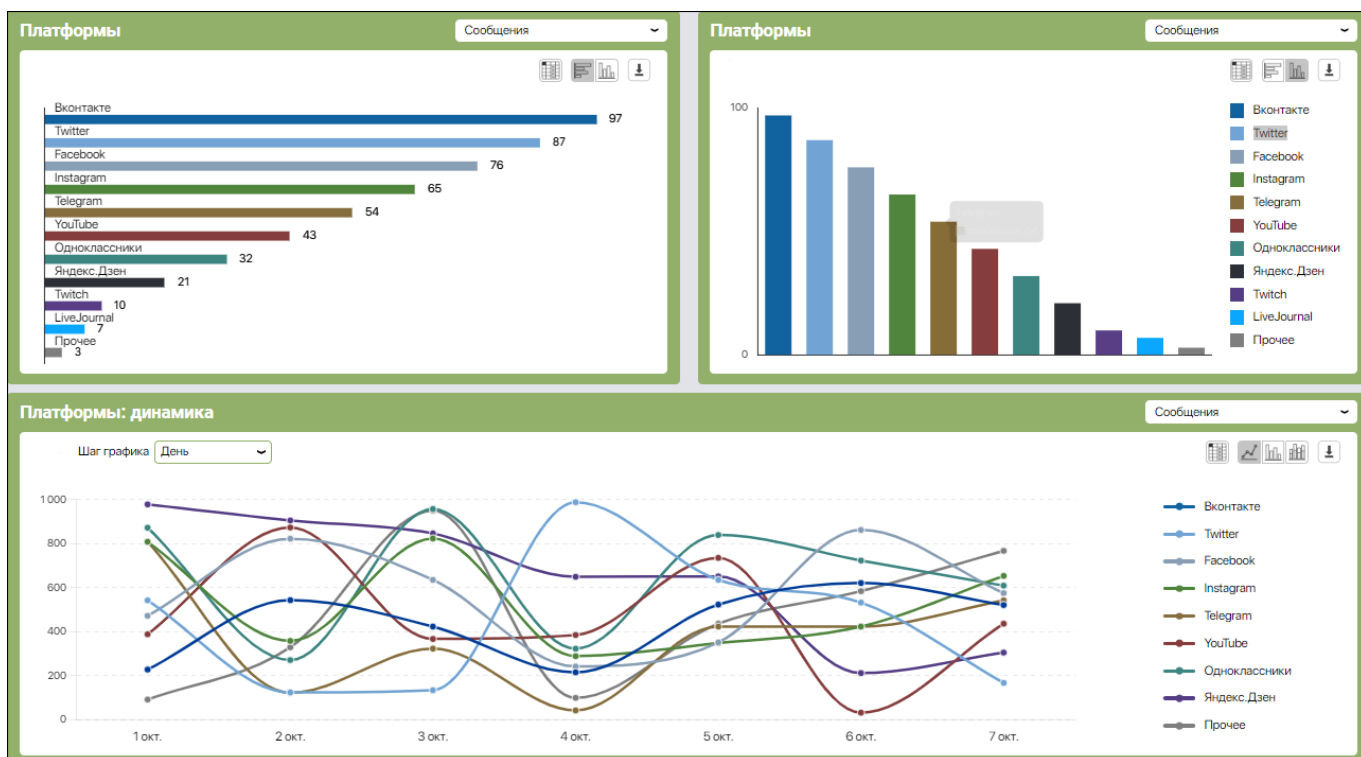 Платформы
Сообщения
Вконтакте
97
Twitter
87
Facebook
76
Instagram
65
Telegram
54
YouTube
43
Одноклассники
32
Яндекс.Дзен
21
Twitch
10
LiveJournal
7
Прочее
3
Платформы
Сообщения
100
0
Вконтакте
Twitter
Facebook
Instagram
Telegram
YouTube
Одноклассники
Яндекс.Дзен
Twitch
LiveJournal
Прочее
Платформы: динамика
Сообщения
Шаг графика День
1000
800
600
400
200
0
1 окт. 2 окт. 3 окт. 4 окт. 5 окт. 6 окт. 7 окт.
Вконтакте
Twitter
Facebook
Instagram
Telegram
YouTube
Одноклассники
Яндекс.Дзен
Прочее